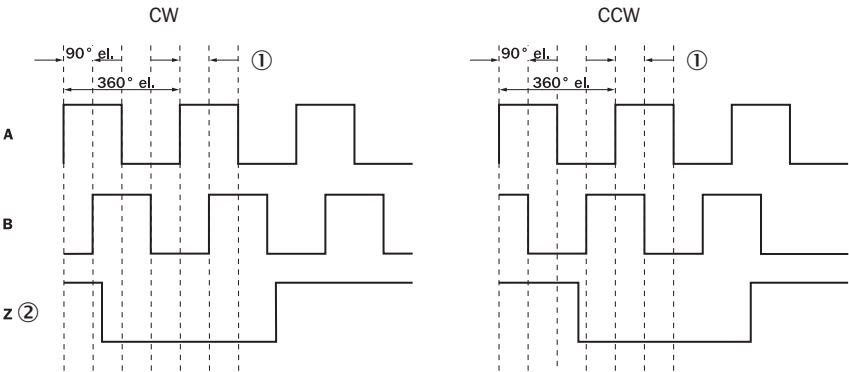 CW CCW
90° el. ① 90° el. ①
360° el. 360° el.
A
B
Z ②